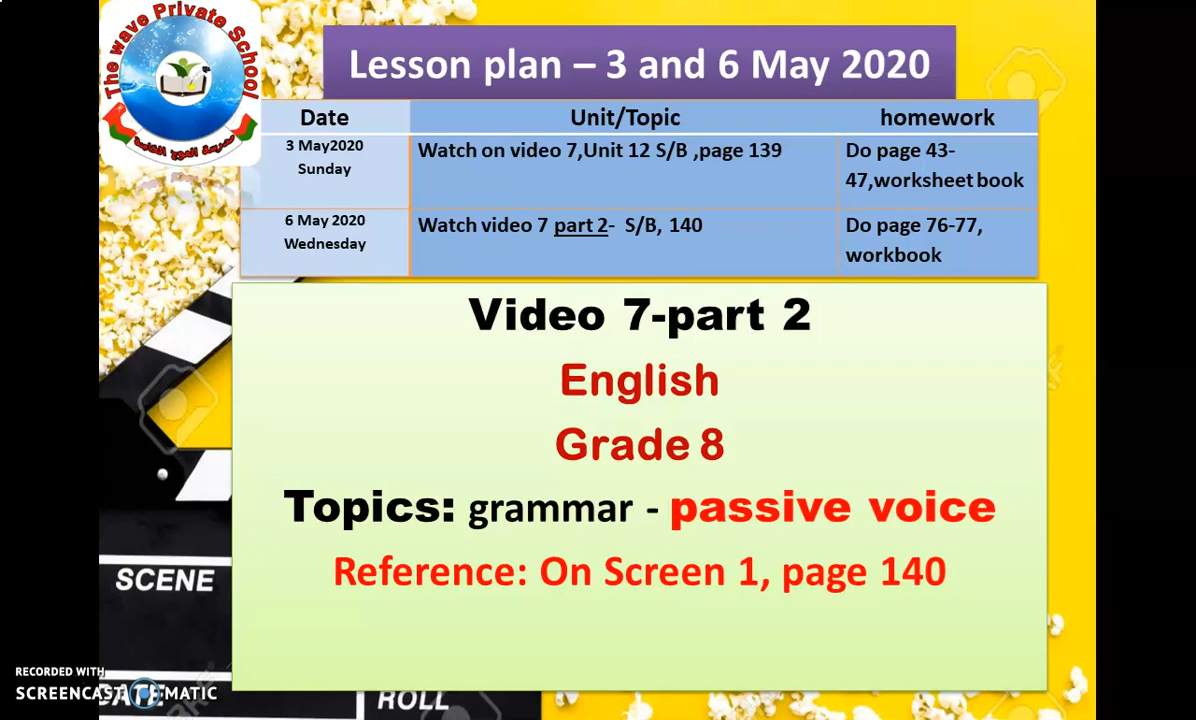 The wave Private School
مدرسة الموج الخاصة
Lesson plan – 3 and 6 May 2020
Date Unit/Topic homework
3 May2020
Sunday
Watch on video 7,Unit 12 S/B ,page 139
Do page 43-
47,worksheet book
6 May 2020
Wednesday
Watch video 7 part 2- S/B, 140
Do page 76-77,
workbook
Video 7-part 2
English
Grade 8
Topics: grammar - passive voice
Reference: On Screen 1, page 140
SCENE
RECORDED WITH
SCREENCAST-O-MATIC
ROLL